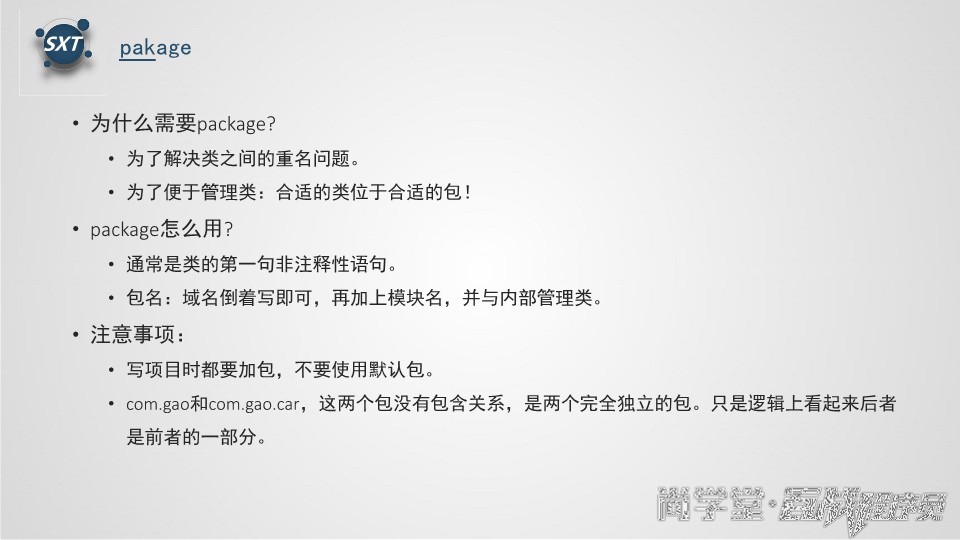 SXT
pakage
• 为什么需要package?
• 为了解决类之间的重名问题。
• 为了便于管理类：合适的类位于合适的包！
• package怎么用?
• 通常是类的第一句非注释性语句。
• 包名：域名倒着写即可，再加上模块名，并与内部管理类。
• 注意事项：
• 写项目时都要加包，不要使用默认包。
• com.gao和com.gao.car，这两个包没有包含关系，是两个完全独立的包。只是逻辑上看起来后者
是前者的一部分。
尚学堂·百战程序员